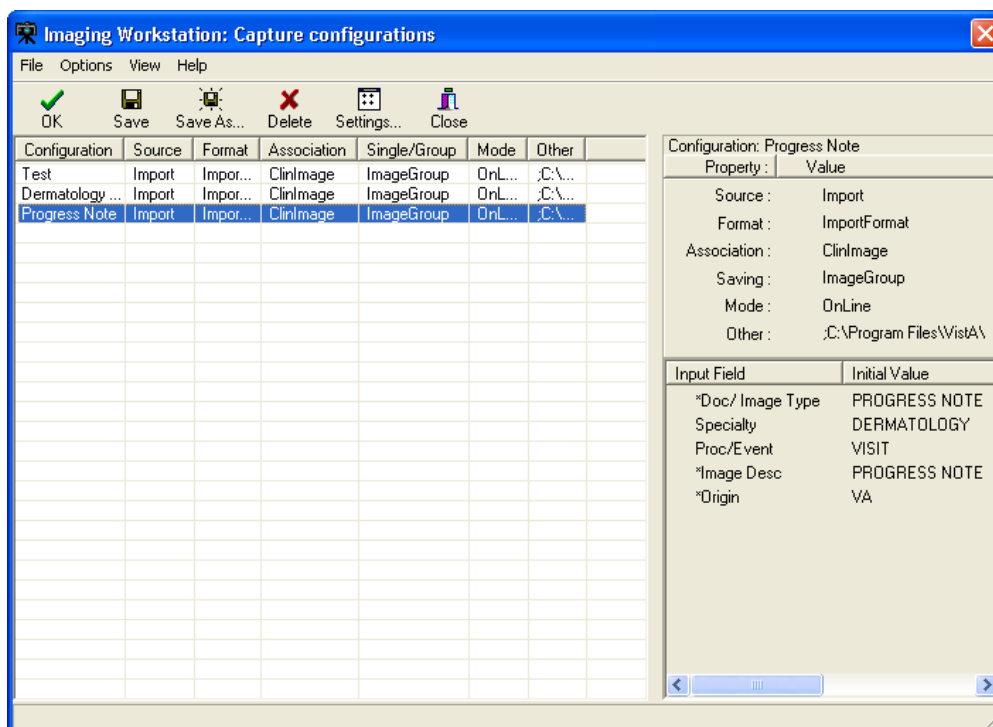 Imaging Workstation: Capture configurations
File Options View Help
OK Save Save As... Delete Settings... Close
Configuration Source Format Association Single/Group Mode Other
Test Import Impor... ClinImage ImageGroup OnL... ;C:\...
Dermatology ... Import Impor... ClinImage ImageGroup OnL... ;C:\...
Progress Note Import Impor... ClinImage ImageGroup OnL... ;C:\...
Configuration: Progress Note
Property : Value
Source : Import
Format : ImportFormat
Association : ClinImage
Saving : ImageGroup
Mode : OnLine
Other : ;C:\Program Files\VistA\
Input Field Initial Value
*Doc/ Image Type PROGRESS NOTE
Specialty DERMATOLOGY
Proc/Event VISIT
*Image Desc PROGRESS NOTE
*Origin VA